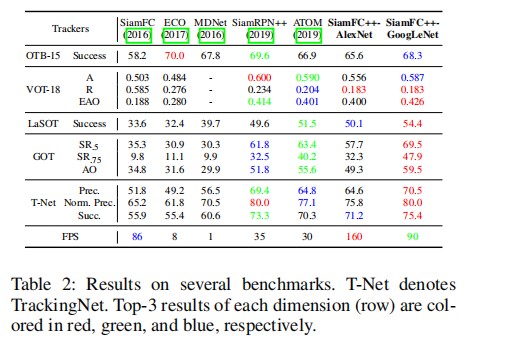 Trackers SiamFC ECO MDNet SiamRPN++ ATOM SiamFC++- SiamFC++-
(2016) (2017) (2016) (2019) (2019) AlexNet GoogLeNet
OTB-15 Success 58.2 70.0 67.8 69.6 66.9 65.6 68.3
A 0.503 0.484 - 0.600 0.590 0.556 0.587
VOT-18 R 0.585 0.276 - 0.234 0.204 0.183 0.183
EAO 0.188 0.280 - 0.414 0.401 0.400 0.426
LaSOT Success 33.6 32.4 39.7 49.6 51.5 50.1 54.4
SR.5 35.3 30.9 30.3 61.8 63.4 57.7 69.5
GOT SR.75 9.8 11.1 9.9 32.5 40.2 32.3 47.9
AO 34.8 31.6 29.9 51.8 55.6 49.3 59.5
Prec. 51.8 49.2 56.5 69.4 64.8 64.6 70.5
T-Net Norm. Prec. 65.2 61.8 70.5 80.0 77.1 75.8 80.0
Succ. 55.9 55.4 60.6 73.3 70.3 71.2 75.4
FPS 86 8 1 35 30 160 90
Table 2: Results on several benchmarks. T-Net denotes
TrackingNet. Top-3 results of each dimension (row) are col-
ored in red, green, and blue, respectively.